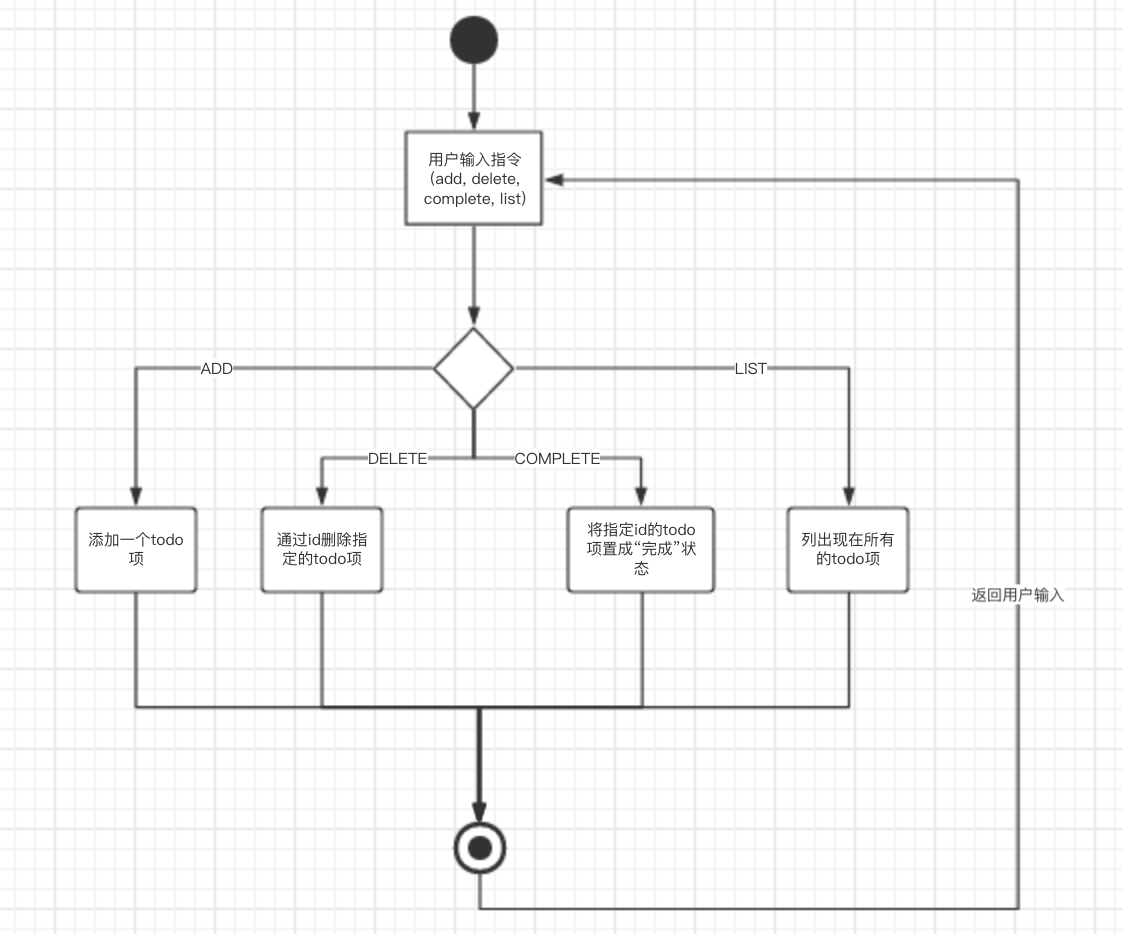 用户输入指令
(add, delete,
complete, list)
ADD
LIST
DELETE
COMPLETE
添加一个todo
项
通过id删除指
定的todo项
将指定id的todo
项置成“完成”状
态
列出现在所有
的todo项
返回用户输入